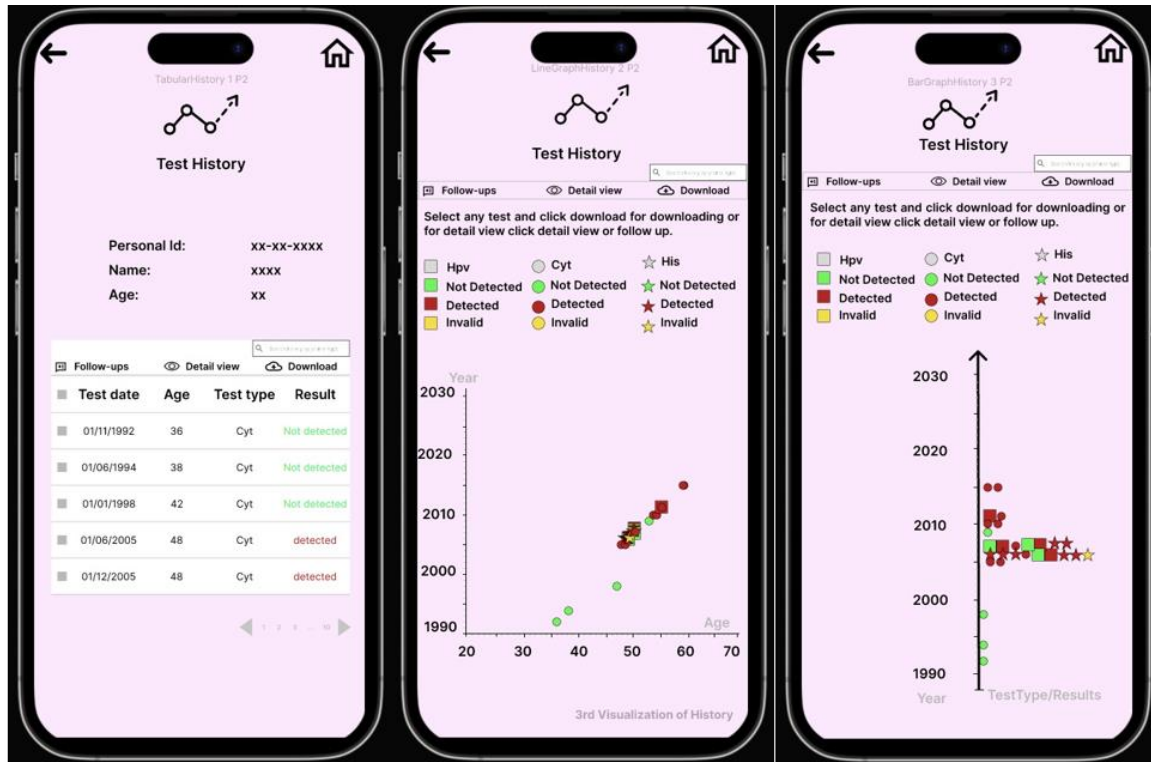 TabularHistory 1 P2
Test History
Personal Id: xx-xx-xxxx
Name: xxxx
Age: xx
Follow-ups Detail view Download
Test date Age Test type Result
01/11/1992 36 Cyt Not detected
01/06/1994 38 Cyt Not detected
01/01/1998 42 Cyt Not detected
01/06/2005 48 Cyt detected
01/12/2005 48 Cyt detected
1 2 3 ... 10
LineGraphHistory 2 P2
Test History
Follow-ups Detail view Download
Select any test and click download for downloading or
for detail view click detail view or follow up.
Hpv Cyt His
Not Detected Not Detected Not Detected
Detected Detected Detected
Invalid Invalid Invalid
Year
2030
2020
2010
2000
1990
Age
20 30 40 50 60 70
3rd Visualization of History
BarGraphHistory 3 P2
Test History
Follow-ups Detail view Download
Select any test and click download for downloading or
for detail view click detail view or follow up.
Hpv Cyt His
Not Detected Not Detected Not Detected
Detected Detected Detected
Invalid Invalid Invalid
2030
2020
2010
2000
1990
Year TestType/Results